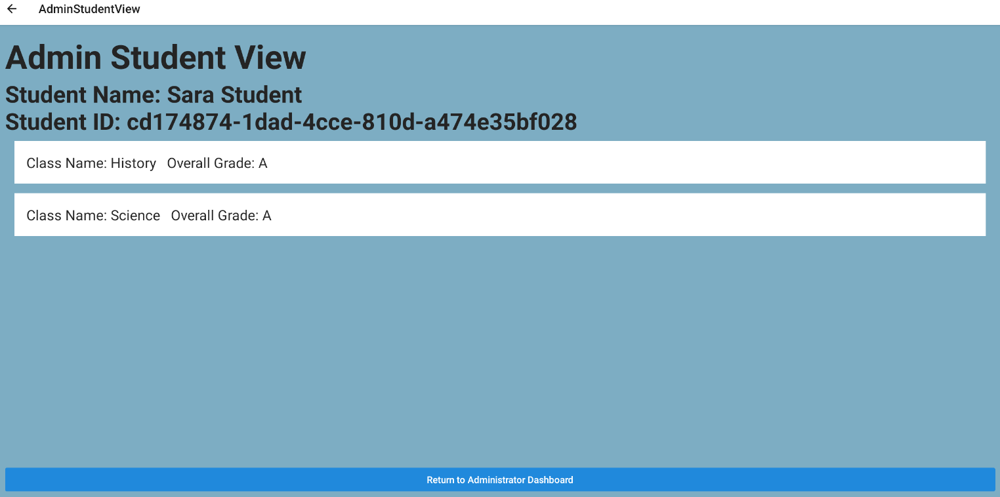 AdminStudentView
Admin Student View
Student Name: Sara Student
Student ID: cd174874-1dad-4cce-810d-a474e35bf028
Class Name: History   Overall Grade: A
Class Name: Science   Overall Grade: A
Return to Administrator Dashboard